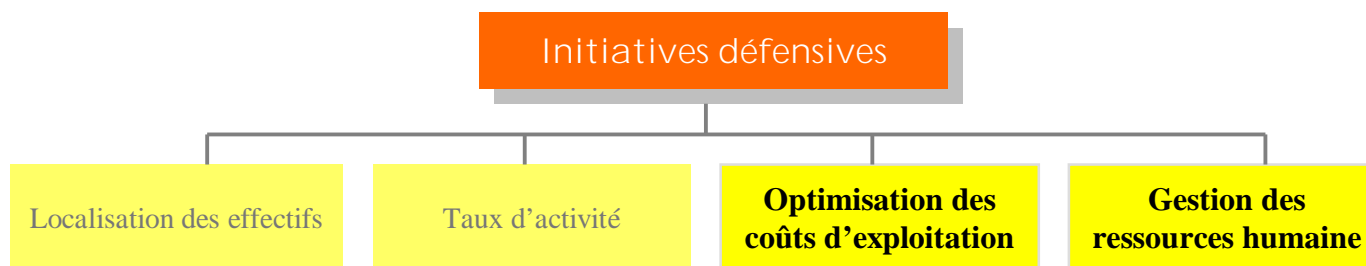 Initiatives défensives
Localisation des effectifs
Taux d’activité
Optimisation des
coûts d’exploitation
Gestion des
ressources humaine